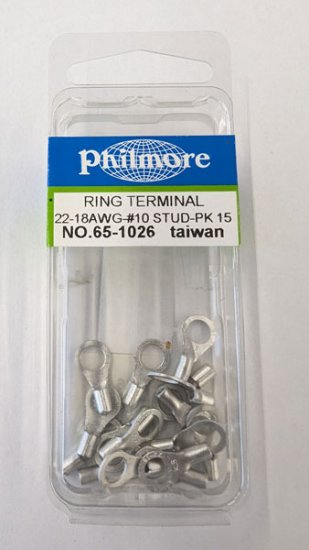 Philmore
RING TERMINAL
22-18AWG-#10 STUD-PK 15
NO.65-1026 taiwan